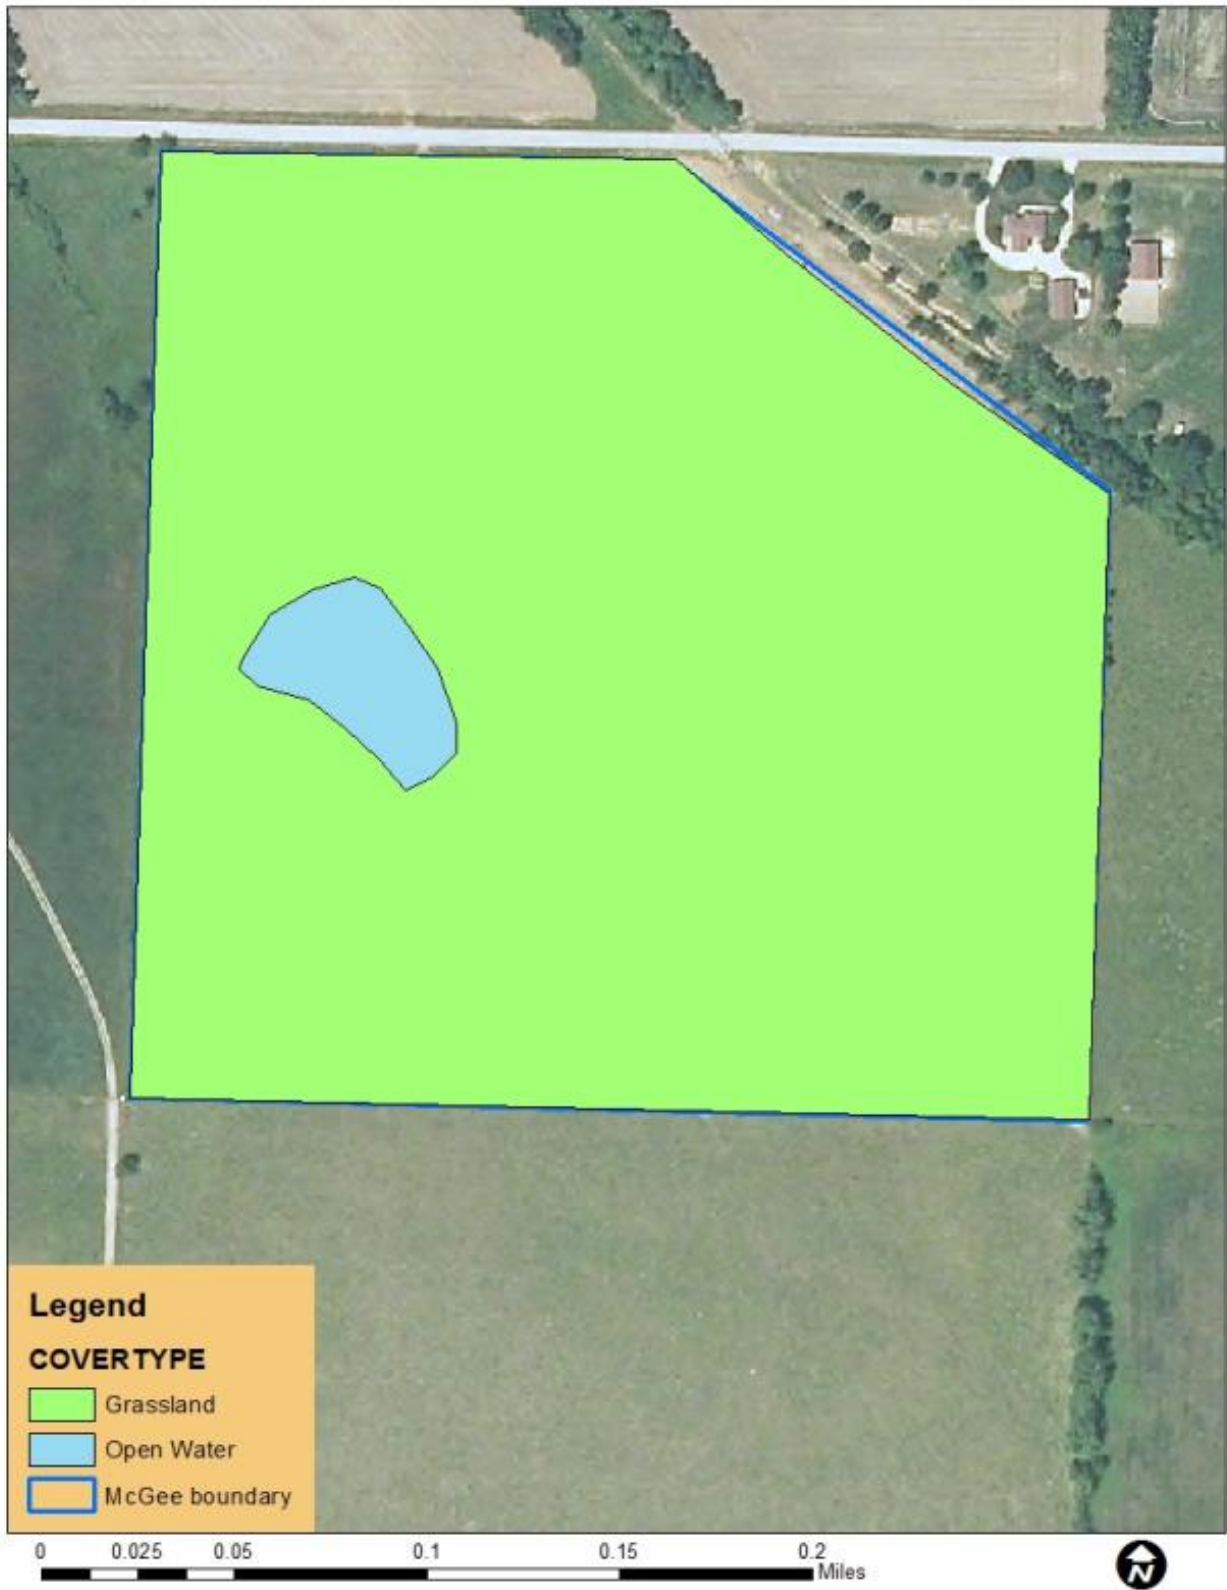 Legend
COVERTYPE
Grassland
Open Water
McGee boundary
0 0.025 0.05 0.1 0.15 0.2
Miles
N